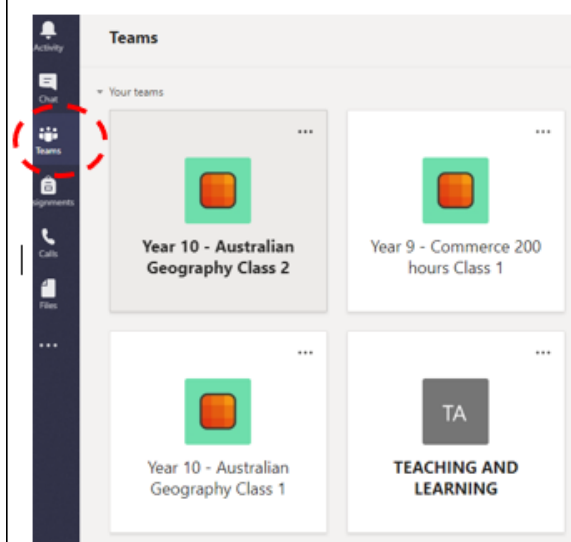 Activity
Teams
Your teams
Chat
Teams
...
...
Assignments
Year 10 - Australian
Geography Class 2
Year 9 - Commerce 200
hours Class 1
Calls
Files
...
...
...
TA
Year 10 - Australian
Geography Class 1
TEACHING AND
LEARNING